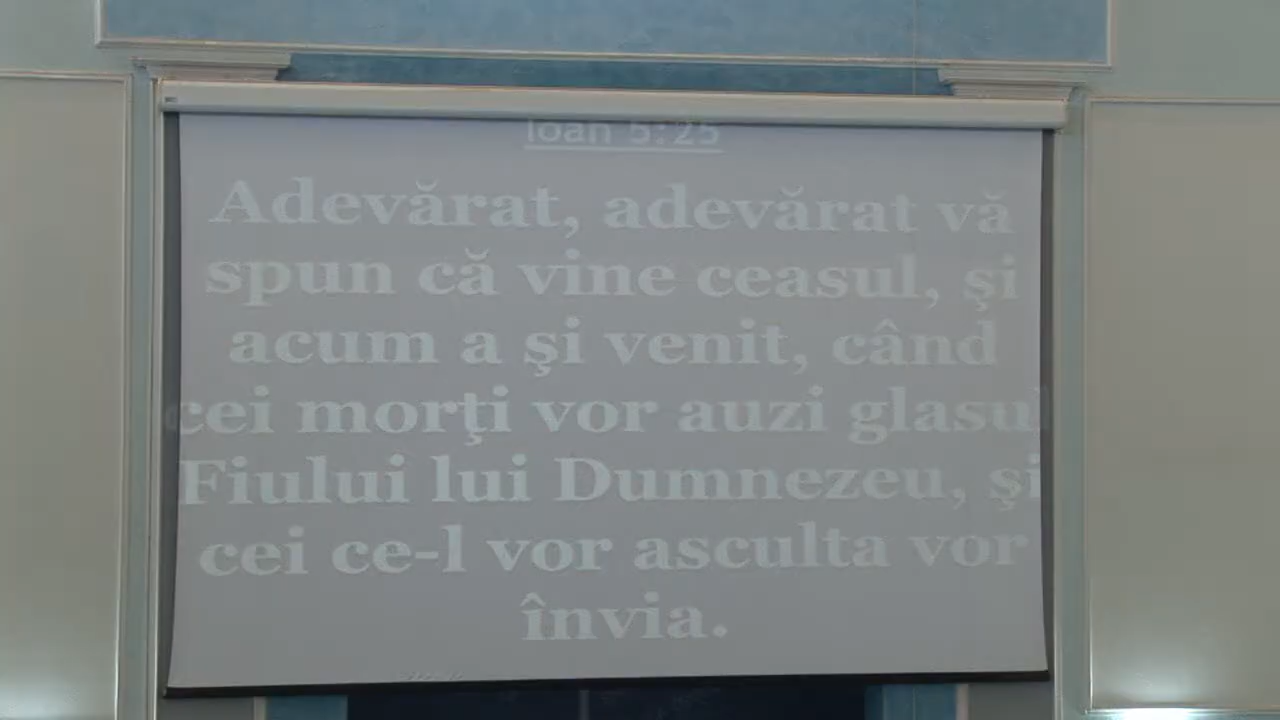 Ioan 5:25
Adevărat, adevărat vă
spun că vine ceasul, şi
acum a şi venit, când
cei morţi vor auzi glasul
Fiului lui Dumnezeu, şi
cei ce-l vor asculta vor
învia.